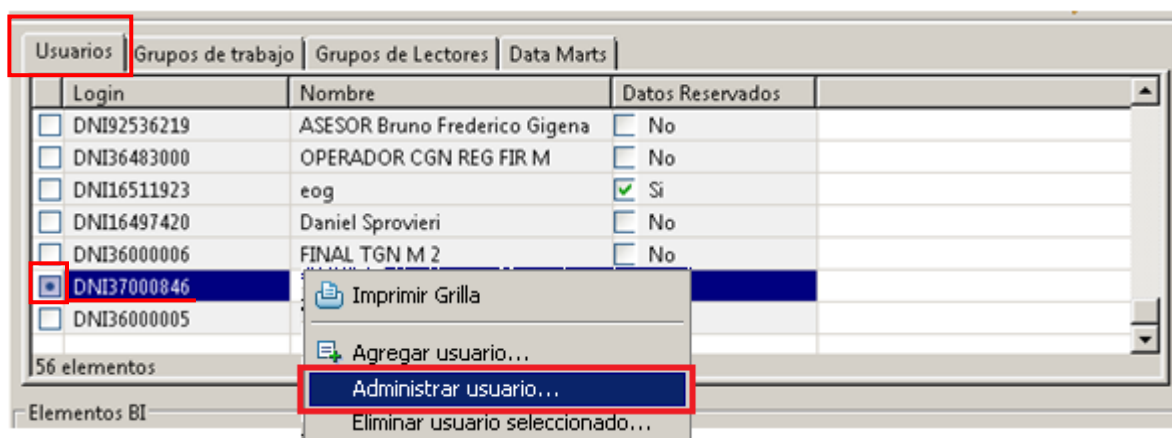 Usuarios Grupos de trabajo Grupos de Lectores Data Marts
Login Nombre Datos Reservados
DNI92536219 ASESOR Bruno Frederico Gigena No
DNI36483000 OPERADOR CGN REG FIR M No
DNI16511923 eog Si
DNI16497420 Daniel Sprovieri No
DNI36000006 FINAL TGN M 2 No
DNI37000846
Imprimir Grilla
DNI36000005
Agregar usuario...
56 elementos
Administrar usuario...
Elementos BI
Eliminar usuario seleccionado...